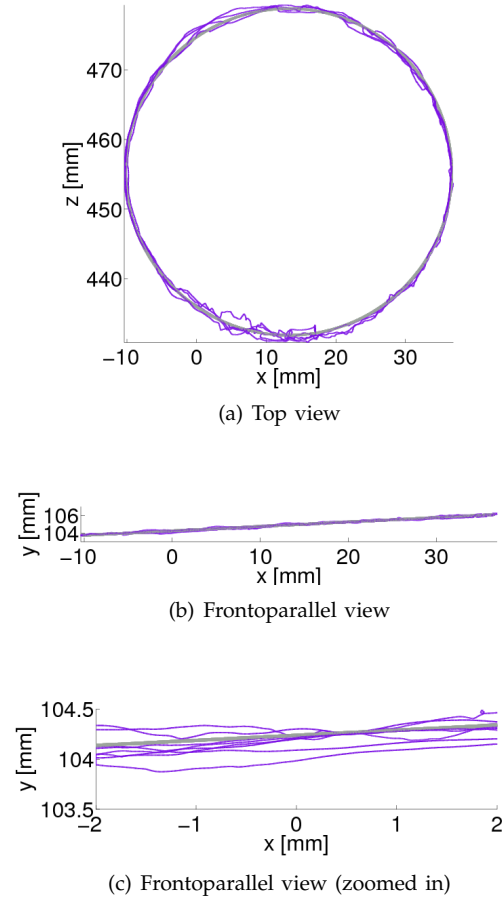 470
460
450
440
z [mm]
−10 0 10 20 30
x [mm]
(a) Top view
106
104
y [mm]
−10 0 10 20 30
x [mm]
(b) Frontoparallel view
104.5
104
103.5
y [mm]
−2 −1 0 1 2
x [mm]
(c) Frontoparallel view (zoomed in)